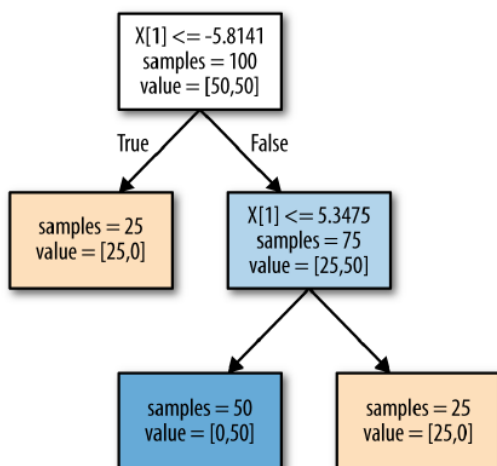 X[1] <= -5.8141
samples = 100
value = [50,50]
True
False
samples = 25
value = [25,0]
X[1] <= 5.3475
samples = 75
value = [25,50]
samples = 50
value = [0,50]
samples = 25
value = [25,0]